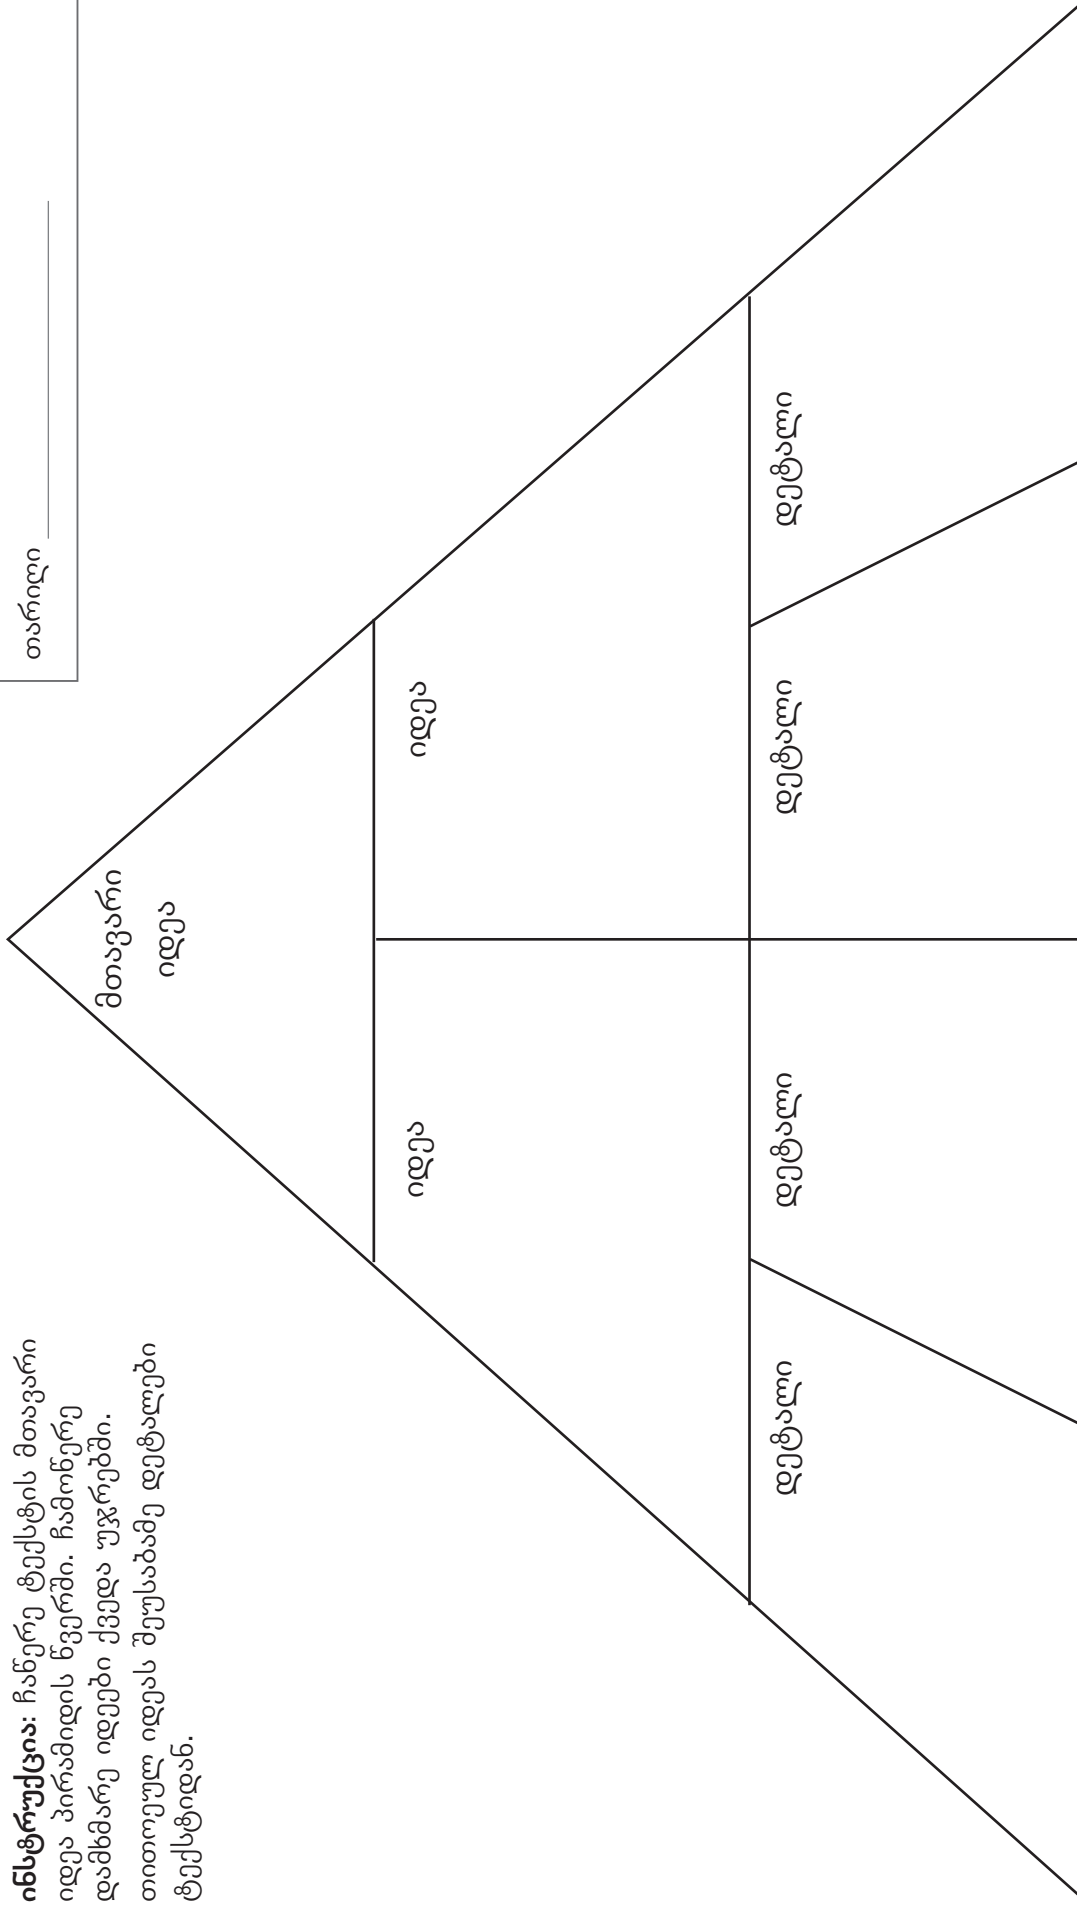 თარილი
ინსტრუქცია: ჩაწერე ტექსტის მთავარი
იდეა პირამიდის წვერში. ჩამოწერე
დამხმარე იდეები ქვედა უჯრებში.
თითოეულ იდეას შეუსაბამე დეტალები
ტექსტიდან.
მთავარი
იდეა
იდეა
იდეა
დეტალი
დეტალი
დეტალი
დეტალი